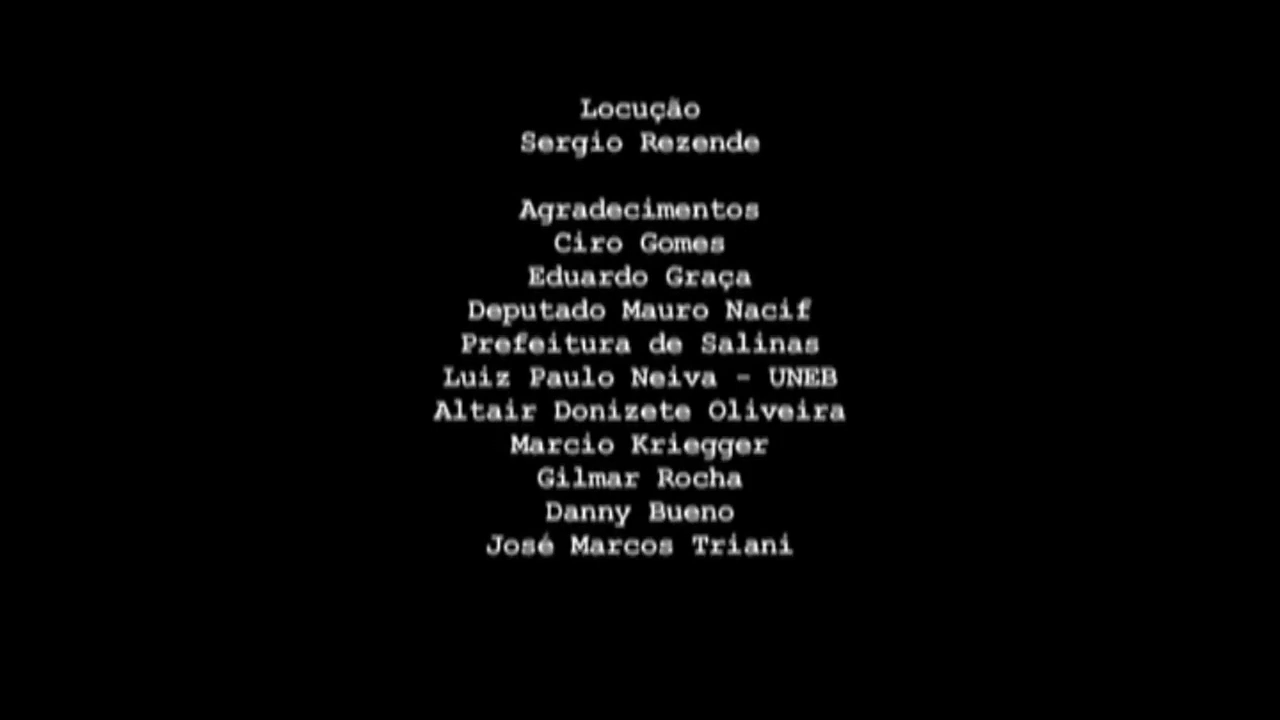 Locução
Sergio Rezende
Agradecimentos
Ciro Gomes
Eduardo Graça
Deputado Mauro Nacif
Prefeitura de Salinas
Luiz Paulo Neiva - UNEB
Altair Donizete Oliveira
Marcio Kriegger
Gilmar Rocha
Danny Bueno
José Marcos Triani